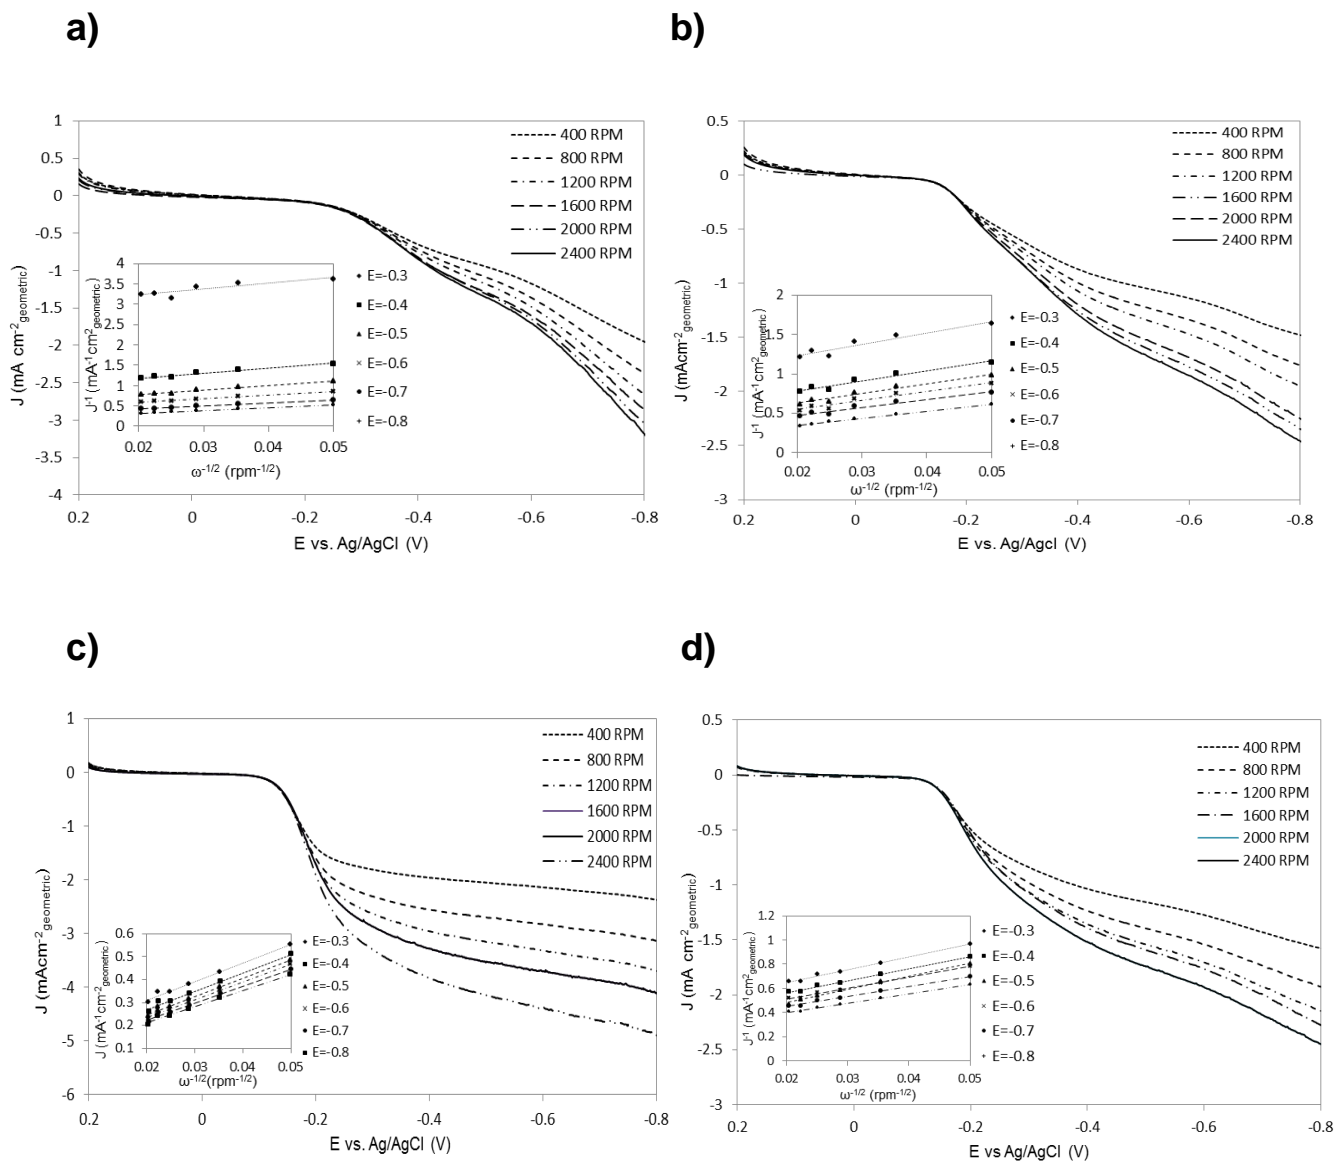 a)
1
0.5
0
-0.5
-1
-1.5
-2
-2.5
-3
-3.5
-4
0.2
0
-0.2
-0.4
-0.6
-0.8
J (mA cm-2geometric)
E vs. Ag/AgCl (V)
400 RPM
800 RPM
1200 RPM
1600 RPM
2000 RPM
2400 RPM
4
3.5
3
2.5
2
1.5
1
0.5
0
0.02
0.03
0.04
0.05
J-1 (mA-1cm2geometric)
ω-1/2 (rpm-1/2)
E=-0.3
E=-0.4
E=-0.5
E=-0.6
E=-0.7
E=-0.8
b)
0.5
0
-0.5
-1
-1.5
-2
-2.5
-3
0.2
0
-0.2
-0.4
-0.6
-0.8
J (mAcm-2geometric)
E vs. Ag/Agcl (V)
400 RPM
800 RPM
1200 RPM
1600 RPM
2000 RPM
2400 RPM
2
1.5
1
0.5
0
0.02
0.03
0.04
0.05
J-1 (mA-1cm2geometric)
ω-1/2 (rpm-1/2)
E=-0.3
E=-0.4
E=-0.5
E=-0.6
E=-0.7
E=-0.8
c)
1
0
-1
-2
-3
-4
-5
-6
0.2
0
-0.2
-0.4
-0.6
-0.8
J (mAcm-2geometric)
E vs. Ag/AgCl (V)
400 RPM
800 RPM
1200 RPM
1600 RPM
2000 RPM
2400 RPM
0.6
0.5
0.4
0.3
0.2
0.1
0.02
0.03
0.04
0.05
J (mA-1cm2geometric)
ω-1/2(rpm-1/2)
E=-0.3
E=-0.4
E=-0.5
E=-0.6
E=-0.7
E=-0.8
d)
0.5
0
-0.5
-1
-1.5
-2
-2.5
-3
0.2
0
-0.2
-0.4
-0.6
-0.8
J (mA cm-2geometric)
E vs Ag/AgCl (V)
400 RPM
800 RPM
1200 RPM
1600 RPM
2000 RPM
2400 RPM
1.2
1
0.8
0.6
0.4
0.2
0
0.02
0.03
0.04
0.05
J-1 (mA-1cm2geometric)
ω-1/2 (rpm-1/2)
E=-0.3
E=-0.4
E=-0.5
E=-0.6
E=-0.7
E=-0.8